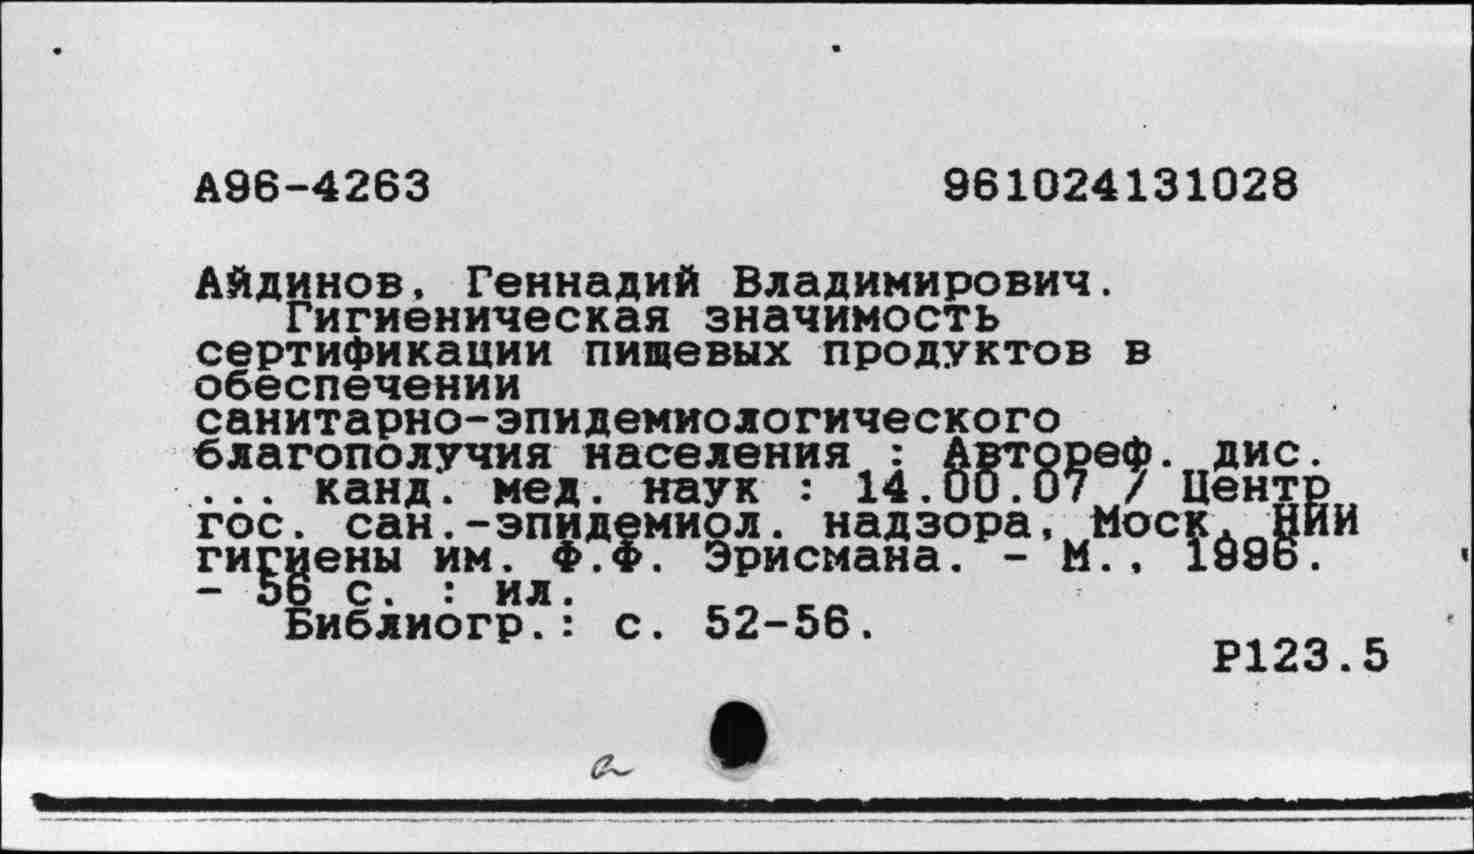 А96-4263 961024131028
Айдинов, Геннадий Владимирович.
Гигиеническая значимость
сертификации пищевых продуктов в
обеспечении
санитарно-эпидемиологического
благополучия населения : Автореф. дис.
... канд. мед. наук : 14.00.07 / Центр
гос. сан.-эпидемиол. надзора, Моск. НИИ
гигиены им. Ф.Ф. Эрисмана. - М., 1996.
- 56 с. : ил.
Библиогр.: с. 52-56.
Р123.5